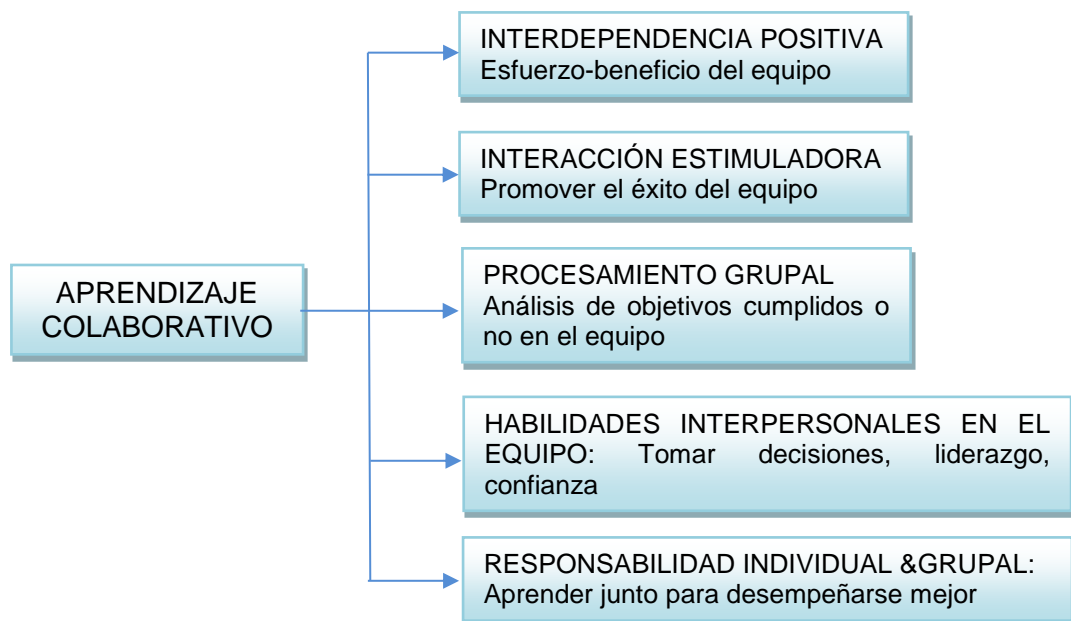 INTERDEPENDENCIA POSITIVA
Esfuerzo-beneficio del equipo
INTERACCIÓN ESTIMULADORA
Promover el éxito del equipo
APRENDIZAJE
COLABORATIVO
PROCESAMIENTO GRUPAL
Análisis de objetivos cumplidos o
no en el equipo
HABILIDADES INTERPERSONALES EN EL
EQUIPO: Tomar decisiones, liderazgo,
confianza
RESPONSABILIDAD INDIVIDUAL &GRUPAL:
Aprender junto para desempeñarse mejor